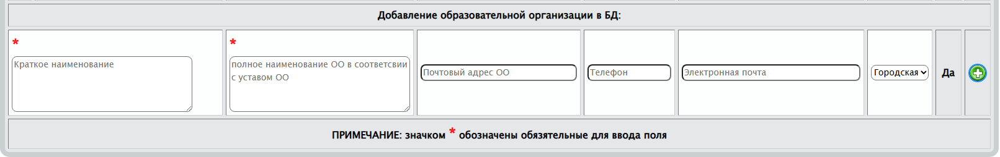 Добавление образовательной организации в БД:
*
*
Краткое наименование
полное наименование ОО в соответсвии
с уставом ОО
Почтовый адрес ОО
Телефон
Электронная почта
Городская
Да
ПРИМЕЧАНИЕ: значком * обозначены обязятельные для ввода поля